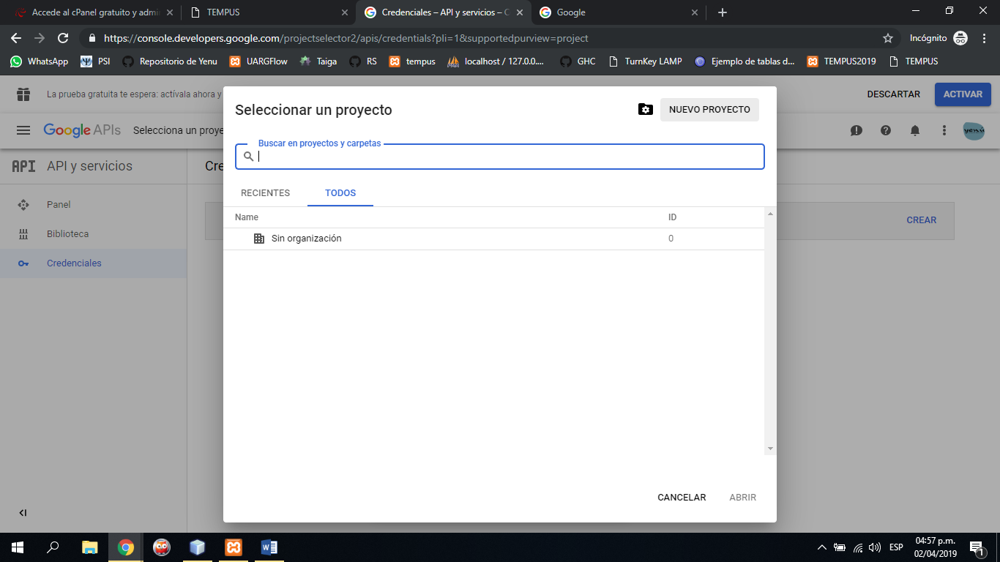 Accede al cPanel gratuito y admi
TEMPUS
Credenciales – API y servicios – C
Google
https://console.developers.google.com/projectselector2/apis/credentials?pli=1&supportedpurview=project
Incógnito
WhatsApp
PSI
Repositorio de Yenu
UARGFlow
Taiga
RS
tempus
localhost / 127.0.0....
GHC
TurnKey LAMP
Ejemplo de tablas d...
TEMPUS2019
TEMPUS
La prueba gratuita te espera: actívala ahora y
DESCARTAR
ACTIVAR
Google APIs
Selecciona un proye
yenu
API
API y servicios
Cre
Panel
Biblioteca
Credenciales
CREAR
Seleccionar un proyecto
NUEVO PROYECTO
Buscar en proyectos y carpetas
RECIENTES
TODOS
Name
ID
Sin organización
0
CANCELAR
ABRIR
ESP
04:57 p.m.
02/04/2019
1